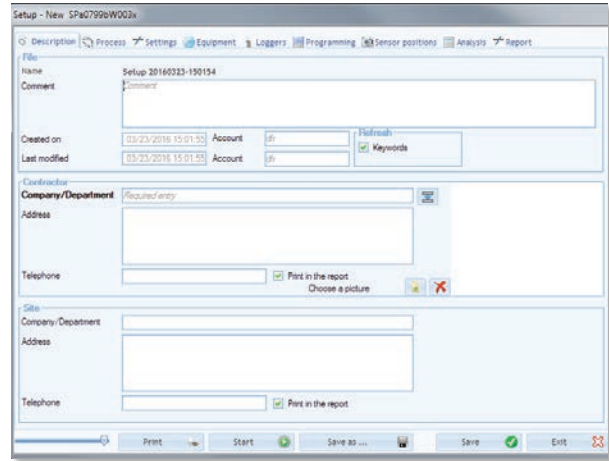 Setup - New SPa0799bW003x
Description Process Settings Equipment Loggers Programming Sensor positions Analysis Report
File
Name Setup 20160323-150154
Comment Comment
Created on 03/23/2016 15:01:55 Account dfr
Refresh
Keywords
Last modified 03/23/2016 15:01:55 Account dfr
Contractor
Company/Department Required entry
Address
Telephone Print in the report
Choose a picture
Site
Company/Department
Address
Telephone Print in the report
Print Start Save as ... Save Exit